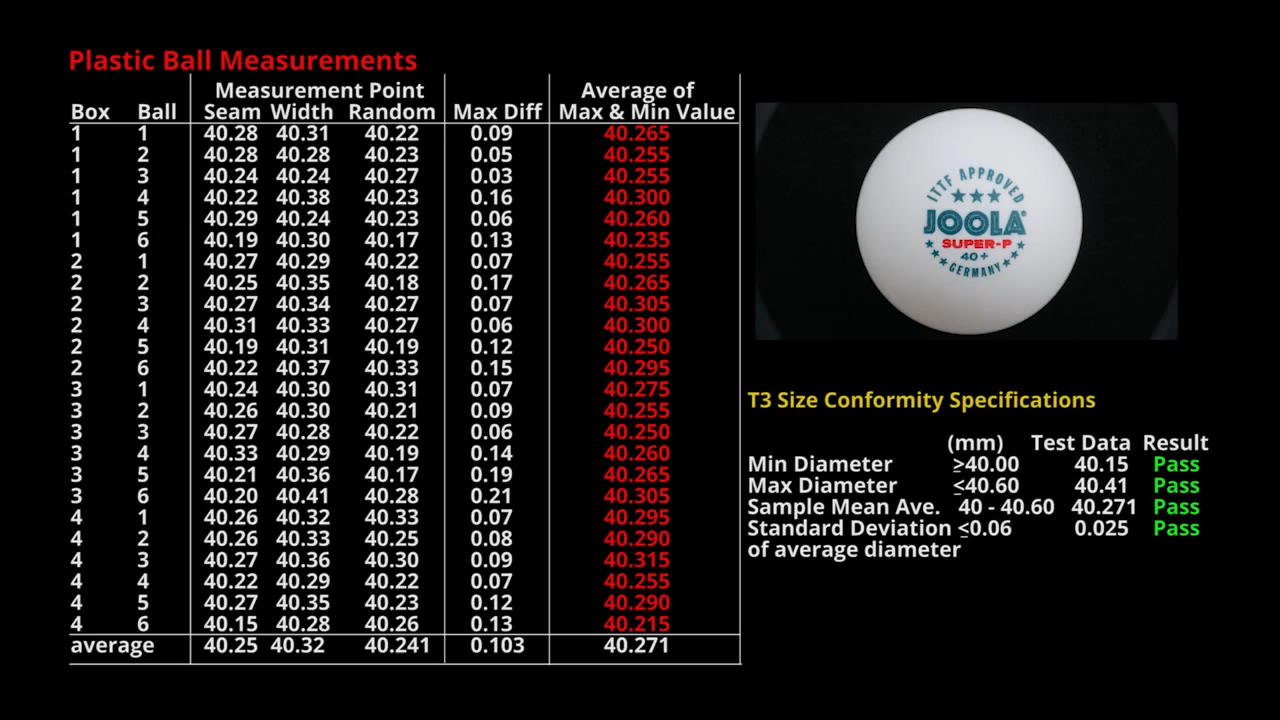 Plastic Ball Measurements
Measurement Point Average of
Box Ball Seam Width Random Max Diff Max & Min Value
1 1 40.28 40.31 40.22 0.09 40.265
1 2 40.28 40.28 40.23 0.05 40.255
1 3 40.24 40.24 40.27 0.03 40.255
1 4 40.22 40.38 40.23 0.16 40.300
1 5 40.29 40.24 40.23 0.06 40.260
1 6 40.19 40.30 40.17 0.13 40.235
2 1 40.27 40.29 40.22 0.07 40.255
2 2 40.25 40.35 40.18 0.17 40.265
2 3 40.27 40.34 40.27 0.07 40.305
2 4 40.31 40.33 40.27 0.06 40.300
2 5 40.19 40.31 40.19 0.12 40.250
2 6 40.22 40.37 40.33 0.15 40.295
3 1 40.24 40.30 40.31 0.07 40.275
3 2 40.26 40.30 40.21 0.09 40.255
3 3 40.27 40.28 40.22 0.06 40.250
3 4 40.33 40.29 40.19 0.14 40.260
3 5 40.21 40.36 40.17 0.19 40.265
3 6 40.20 40.41 40.28 0.21 40.305
4 1 40.26 40.32 40.33 0.07 40.295
4 2 40.26 40.33 40.25 0.08 40.290
4 3 40.27 40.36 40.30 0.09 40.315
4 4 40.22 40.29 40.22 0.07 40.255
4 5 40.27 40.35 40.23 0.12 40.290
4 6 40.15 40.28 40.26 0.13 40.215
average 40.25 40.32 40.241 0.103 40.271
ITTF APPROVED
JOOLA
SUPER-P
40+
GERMANY
T3 Size Conformity Specifications
(mm) Test Data Result
Min Diameter ≥40.00 40.15 Pass
Max Diameter ≤40.60 40.41 Pass
Sample Mean Ave. 40 - 40.60 40.271 Pass
Standard Deviation ≤0.06 0.025 Pass
of average diameter